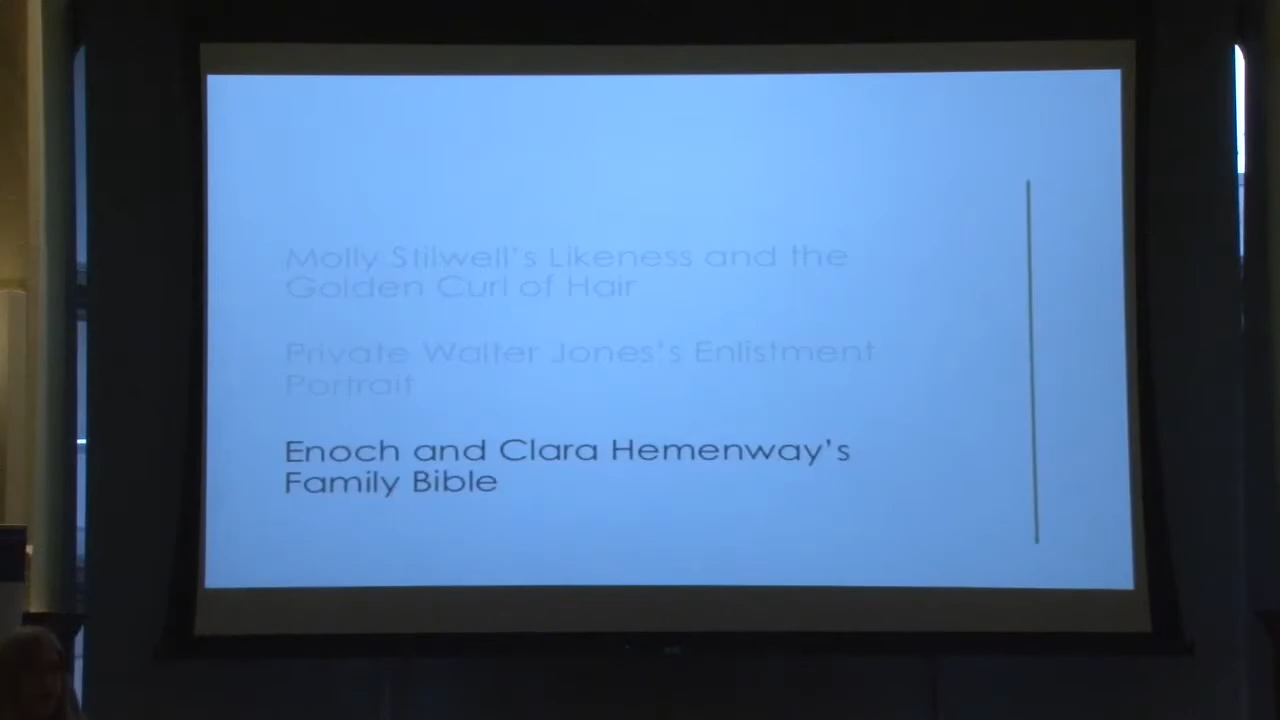 Molly Stilwell's Likeness and the
Golden Curl of Hair
Private Walter Jones's Enlistment
Portrait
Enoch and Clara Hemenway's
Family Bible